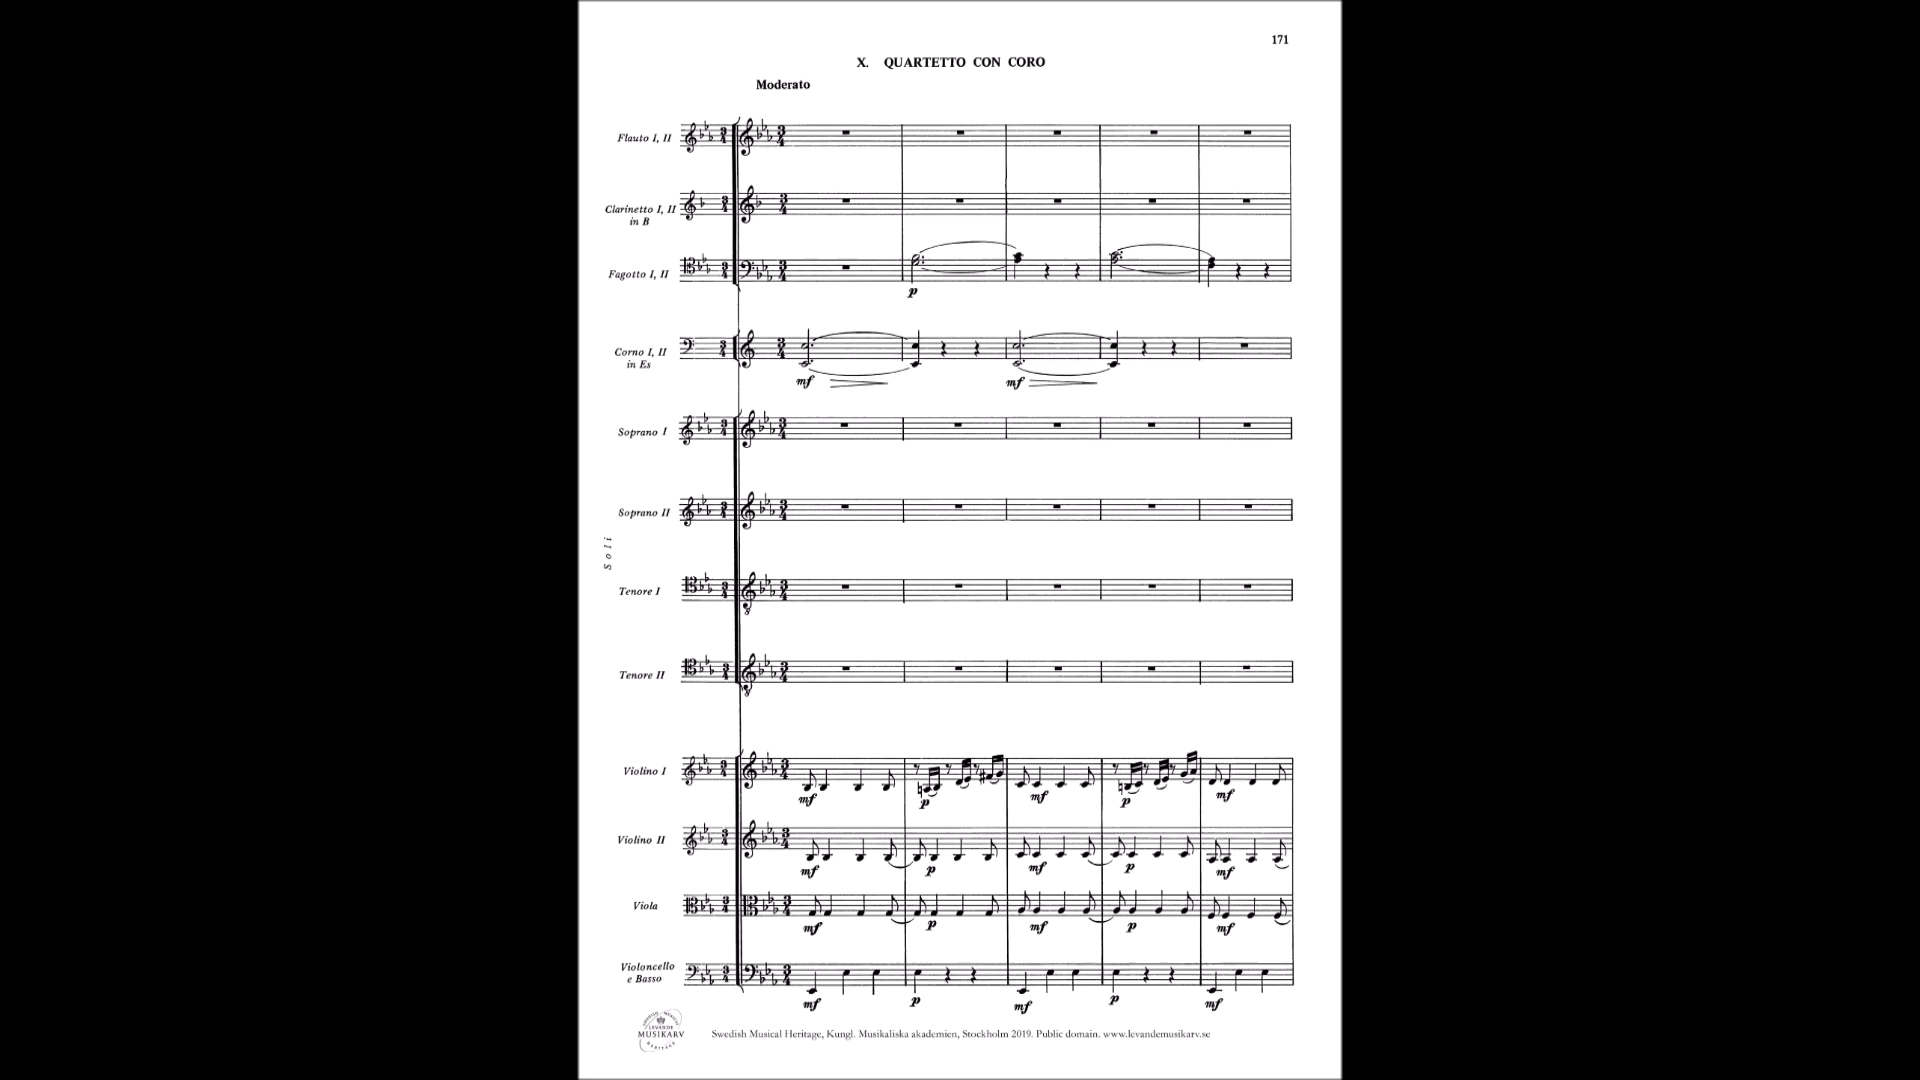 171
X. QUARTETTO CON CORO
Moderato
Flauto I, II
Clarinetto I, II
in B
Fagotto I, II
p
Corno I, II
in Es
mf mf
Soprano I
Soprano II
Soli
Tenore I
Tenore II
Violino I
mf p mf p mf
Violino II
mf p mf p mf
Viola
mf p mf p mf
Violoncello
e Basso
mf p mf p mf
LEVANDE
MUSIKARV
Swedish Musical Heritage, Kungl. Musikaliska akademien, Stockholm 2019. Public domain. www.levandemusikarv.se